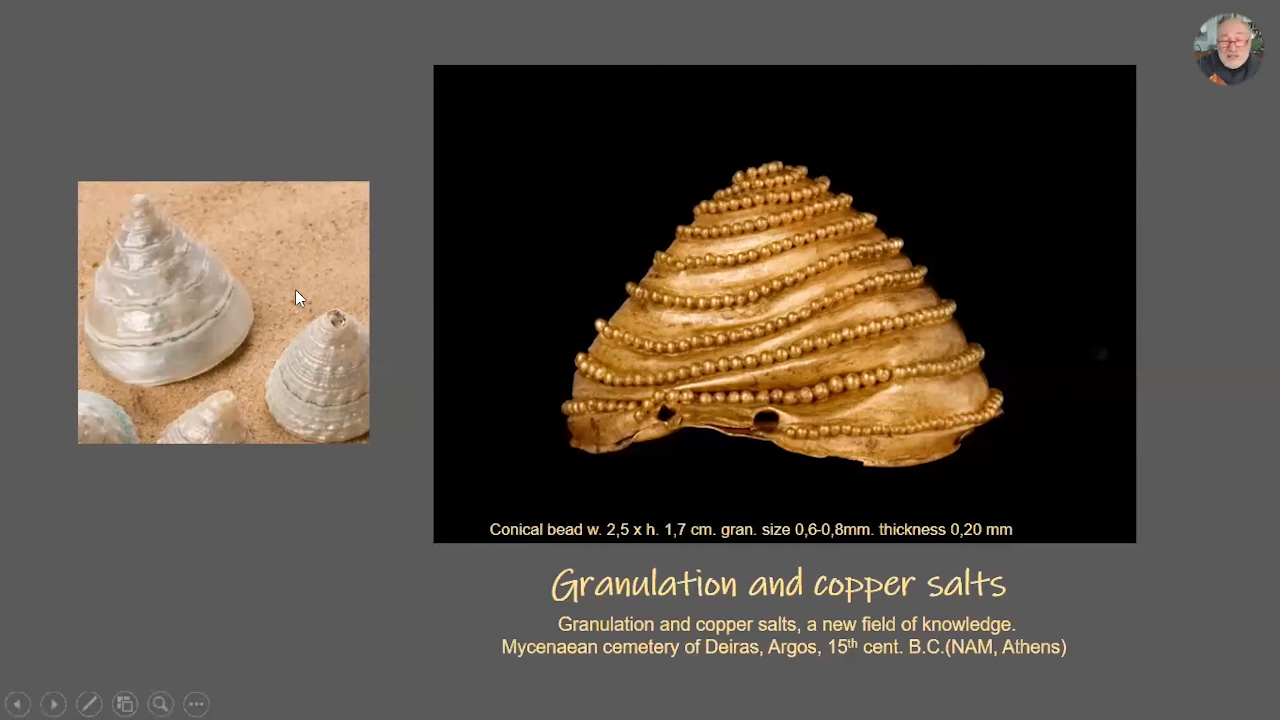 Conical bead w. 2,5 x h. 1,7 cm. gran. size 0,6-0,8mm. thickness 0,20 mm
Granulation and copper salts
Granulation and copper salts, a new field of knowledge.
Mycenaean cemetery of Deiras, Argos, 15th cent. B.C.(NAM, Athens)